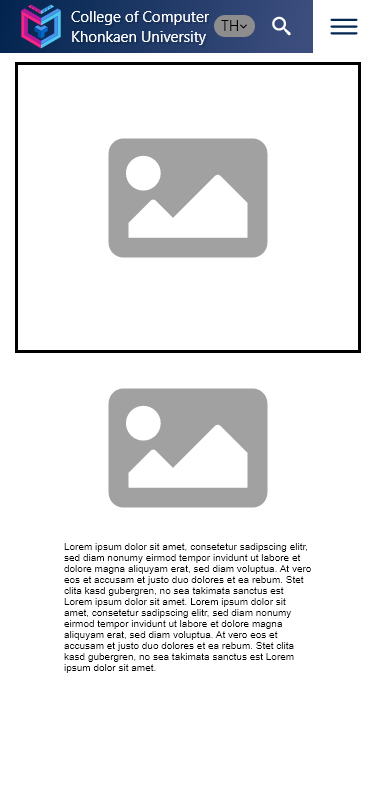 College of Computer
Khonkaen University
TH
Lorem ipsum dolor sit amet, consetetur sadipscing elitr,
sed diam nonumy eirmod tempor invidunt ut labore et
dolore magna aliquyam erat, sed diam voluptua. At vero
eos et accusam et justo duo dolores et ea rebum. Stet
clita kasd gubergren, no sea takimata sanctus est
Lorem ipsum dolor sit amet. Lorem ipsum dolor sit
amet, consetetur sadipscing elitr, sed diam nonumy
eirmod tempor invidunt ut labore et dolore magna
aliquyam erat, sed diam voluptua. At vero eos et
accusam et justo duo dolores et ea rebum. Stet clita
kasd gubergren, no sea takimata sanctus est Lorem
ipsum dolor sit amet.